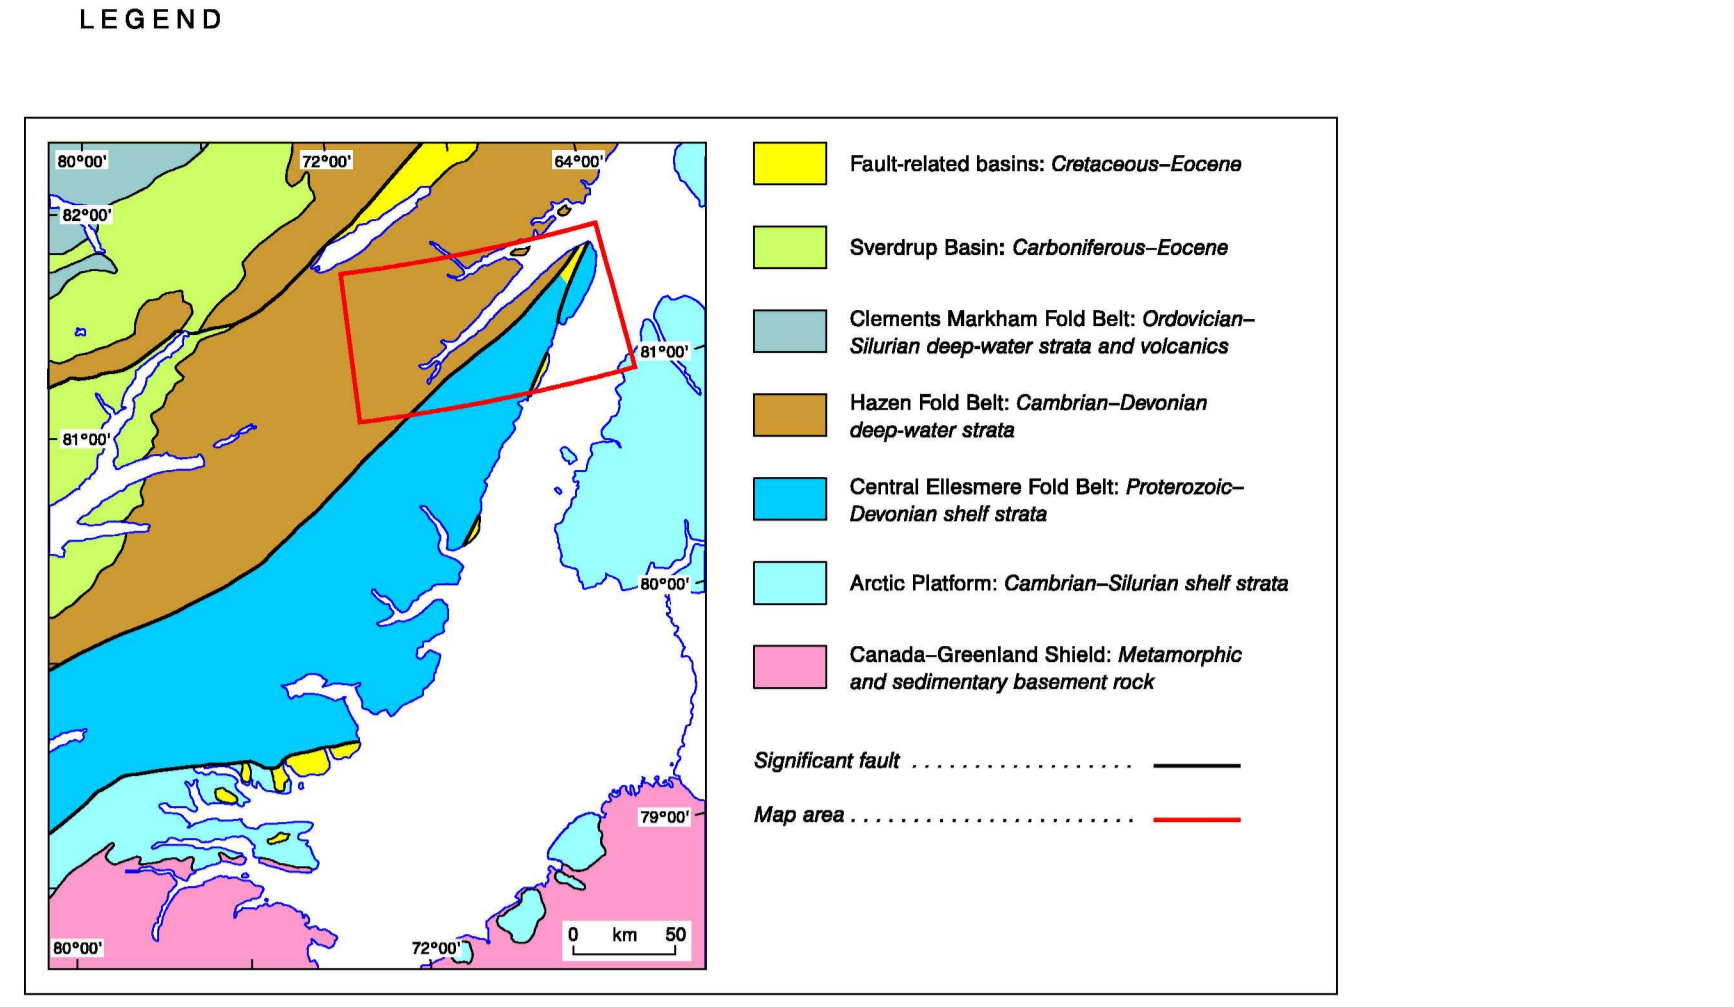 LEGEND
80°00'
72°00'
64°00'
82°00'
81°00'
81°00'
80°00'
79°00'
80°00'
72°00'
0 km 50
Fault-related basins: Cretaceous–Eocene
Sverdrup Basin: Carboniferous–Eocene
Clements Markham Fold Belt: Ordovician–
Silurian deep-water strata and volcanics
Hazen Fold Belt: Cambrian–Devonian
deep-water strata
Central Ellesmere Fold Belt: Proterozoic–
Devonian shelf strata
Arctic Platform: Cambrian–Silurian shelf strata
Canada–Greenland Shield: Metamorphic
and sedimentary basement rock
Significant fault . . . . . . . . . . . . . . . . . .
Map area . . . . . . . . . . . . . . . . . . . . . . .